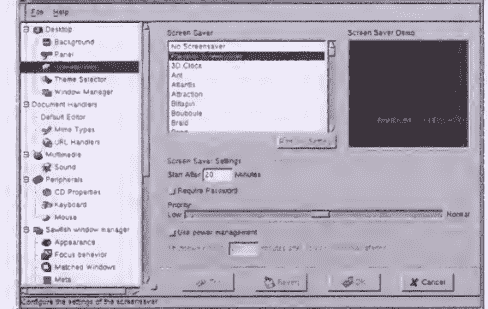 File Help
Desktop
Background
Panel
Theme Selector
Window Manager
Document Handlers
Default Editor
Mime Types
URL Handlers
Multimedia
Sound
Peripherals
CD Properties
Keyboard
Mouse
Sawfish window manager
Appearance
Focus behavior
Matched Windows
Meta
Screen Saver
No Screensaver
3D Clock
Ant
Atlantis
Attraction
Blitspin
Bouboule
Braid
Screen Saver Settings
Start After 20 Minutes
Require Password
Priority
Low Normal
Use power management
Screen Saver Demo
Try Revert OK Cancel
Configure the settings of the screensaver